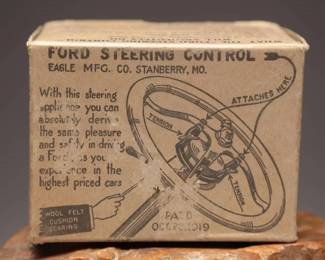 FORD STEERING CONTROL
EAGLE MFG. CO. STANBERRY, MO.
ATTACHES HERE
With this steering
appliance you can
absolutely derive
the same pleasure
and safety in driving
a Ford as you
experience in the
highest priced cars
TENSION
TENSION
WOOL FELT
CUSHION
BEARING
PAT'D
OCT. 1919